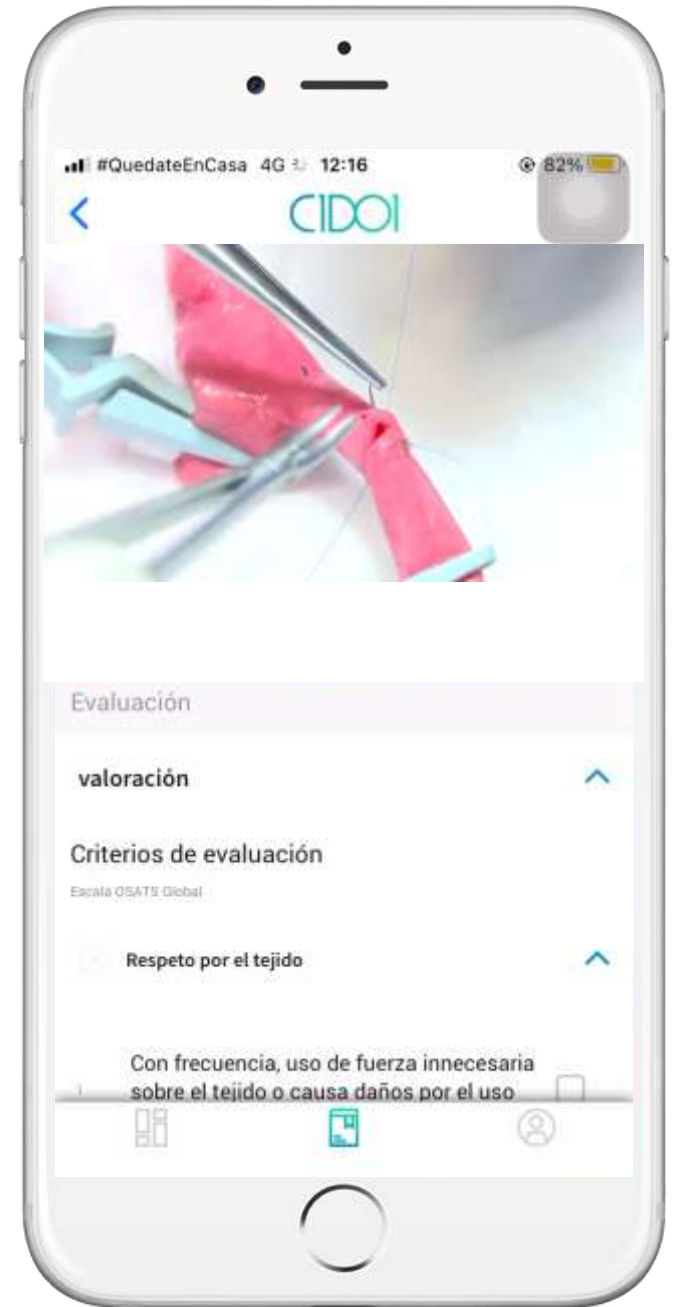 #QuedateEnCasa 4G 12:16 82%
CIDOI
Evaluación
valoración
Criterios de evaluación
Escala OSATS Global
Respeto por el tejido
Con frecuencia, uso de fuerza innecesaria
sobre el tejido o causa daños por el uso